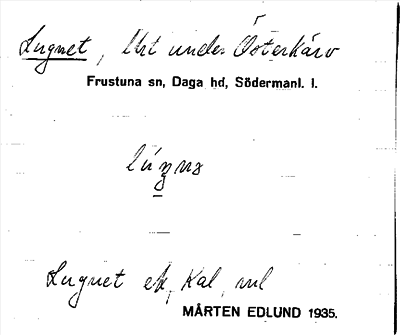 Lugnet, lht under Österkärv
Frustuna sn, Daga hd, Södermanl. l.
Lugnet ek, Kal, ml
MÅRTEN EDLUND 1935.